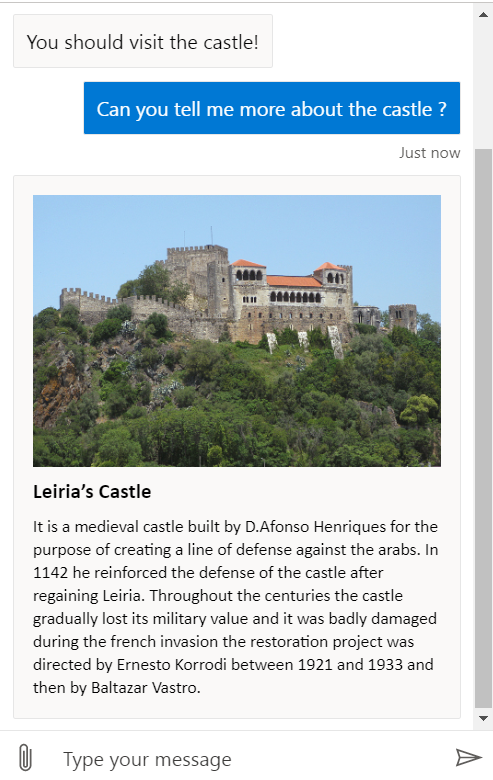 You should visit the castle!
Can you tell me more about the castle ?
Just now
Leiria’s Castle
It is a medieval castle built by D.Afonso Henriques for the
purpose of creating a line of defense against the arabs. In
1142 he reinforced the defense of the castle after
regaining Leiria. Throughout the centuries the castle
gradually lost its military value and it was badly damaged
during the french invasion the restoration project was
directed by Ernesto Korrodi between 1921 and 1933 and
then by Baltazar Vastro.
Type your message